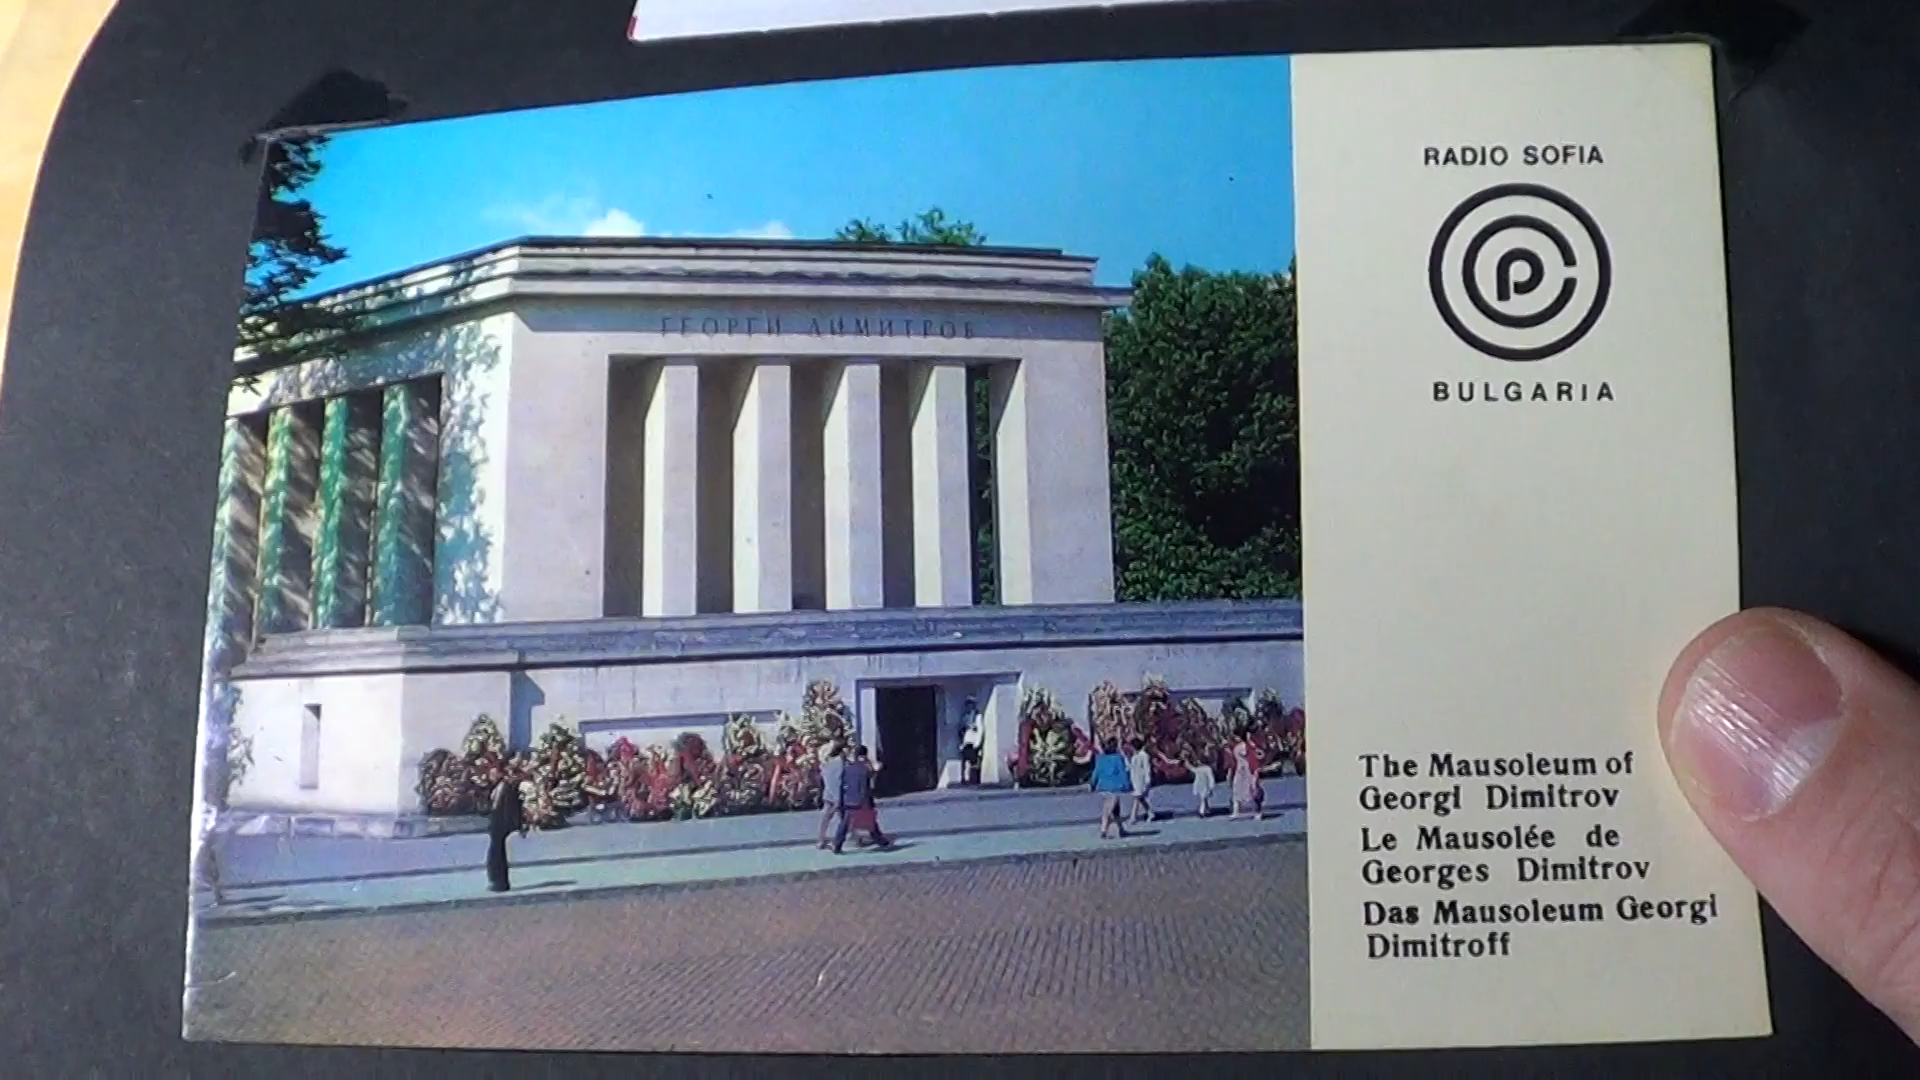 ГЕОРГИ ДИМИТРОВ
RADIO SOFIA
BULGARIA
The Mausoleum of
Georgi Dimitrov
Le Mausolée de
Georges Dimitrov
Das Mausoleum Georgi
Dimitroff